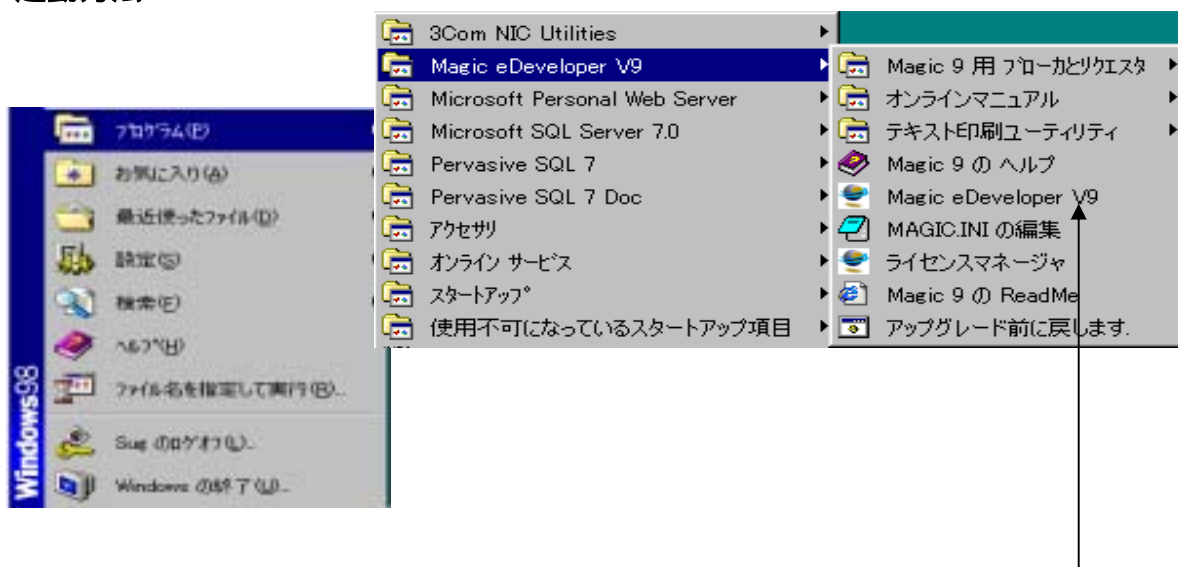 3Com NIC Utilities
Magic eDeveloper V9
Microsoft Personal Web Server
Microsoft SQL Server 7.0
Pervasive SQL 7
Pervasive SQL 7 Doc
アクセサリ
オンライン サービス
スタートアップ
使用不可になっているスタートアップ項目
Magic 9 用 ブローカとリクエスタ
オンラインマニュアル
テキスト印刷ユーティリティ
Magic 9 の ヘルプ
Magic eDeveloper V9
MAGIC.INI の編集
ライセンスマネージャ
Magic 9 の ReadMe
アップグレード前に戻します.
プログラム(P)
お気に入り(A)
最近使ったファイル(D)
設定(S)
検索(F)
ヘルプ(H)
ファイル名を指定して実行(R)...
Sug のログオフ(L)...
Windows の終了(U)...
Windows98